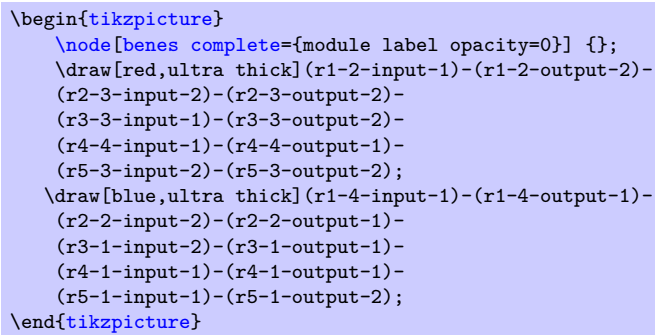 \begin{tikzpicture}
    \node[benes complete={module label opacity=0}] {};
    \draw[red,ultra thick](r1-2-input-1)-(r1-2-output-2)-
    (r2-3-input-2)-(r2-3-output-2)-
    (r3-3-input-1)-(r3-3-output-2)-
    (r4-4-input-1)-(r4-4-output-1)-
    (r5-3-input-2)-(r5-3-output-2);
   \draw[blue,ultra thick](r1-4-input-1)-(r1-4-output-1)-
    (r2-2-input-2)-(r2-2-output-1)-
    (r3-1-input-2)-(r3-1-output-1)-
    (r4-1-input-1)-(r4-1-output-1)-
    (r5-1-input-1)-(r5-1-output-2);
\end{tikzpicture}